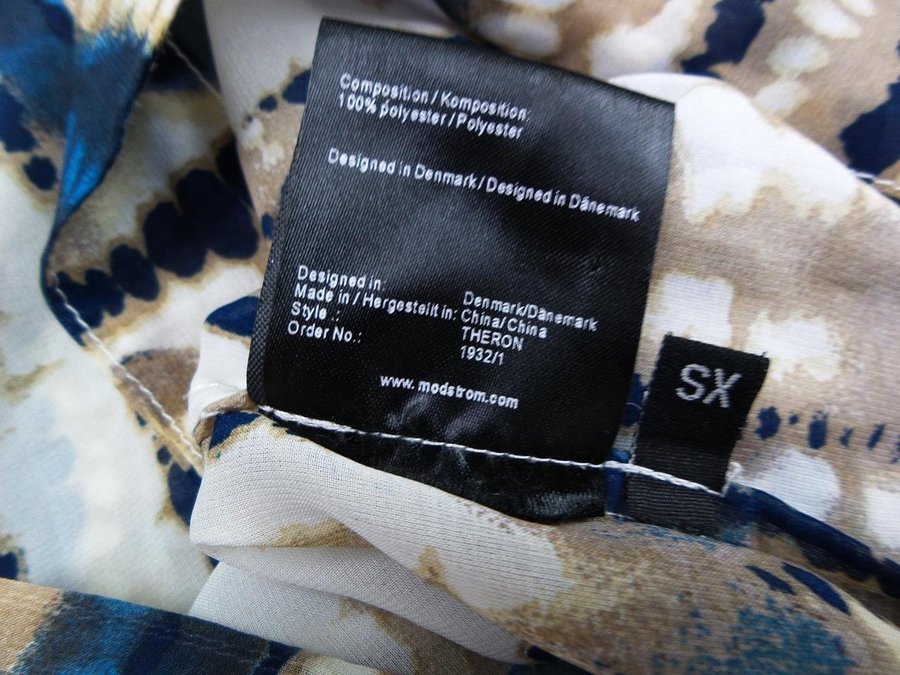 Composition / Komposition:
100% polyester / Polyester
Designed in Denmark / Designed in Dänemark
Designed in: Denmark/Dänemark
Made in / Hergestellt in: China/China
Style .: THERON
Order No.: 1932/1
www.modstrom.com
SX